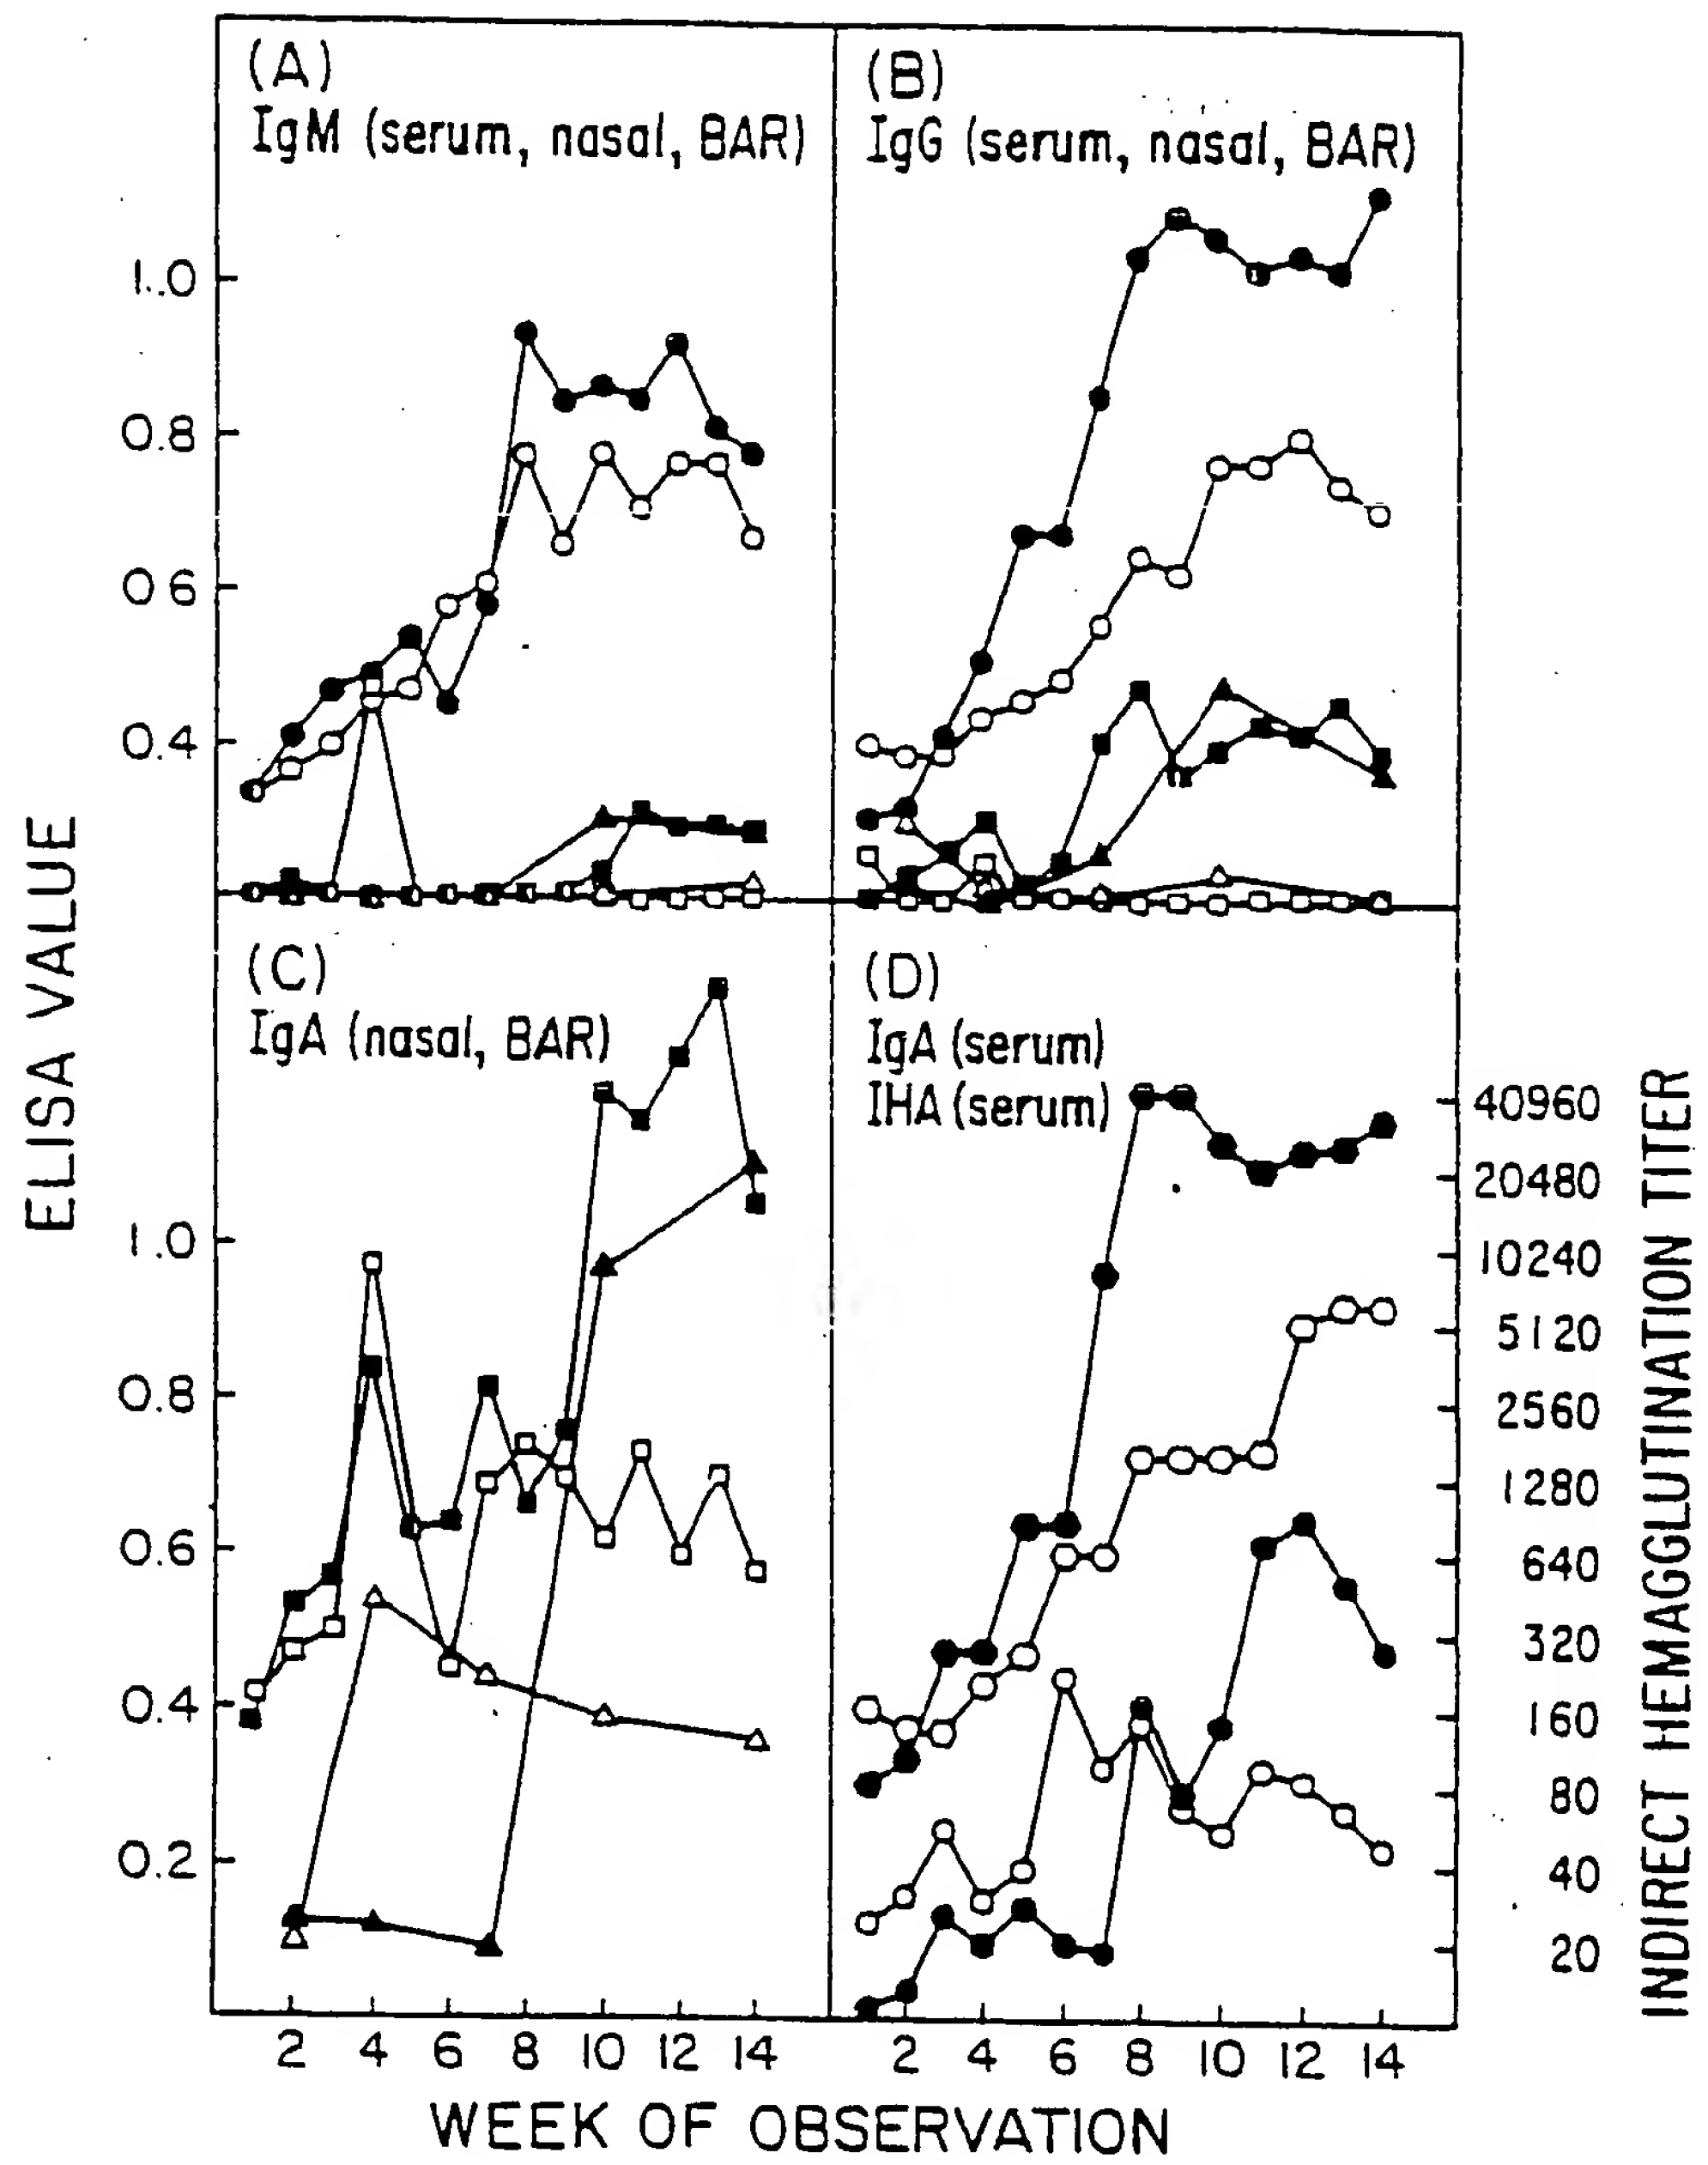 (A)
IgM (serum, nasal, BAR)
(B)
IgG (serum, nasal, BAR)
1.0
0.8
0 6
0.4
ELISA VALUE
(C)
IgA (nasal, BAR)
1.0
0.8
0.6
0.4
0.2
(D)
IgA (serum)
IHA (serum)
40960
20480
10240
5120
2560
1280
640
320
160
80
40
20
INDIRECT HEMAGGLUTINATION TITER
2 4 6 8 10 12 14
2 4 6 8 10 12 14
WEEK OF OBSERVATION